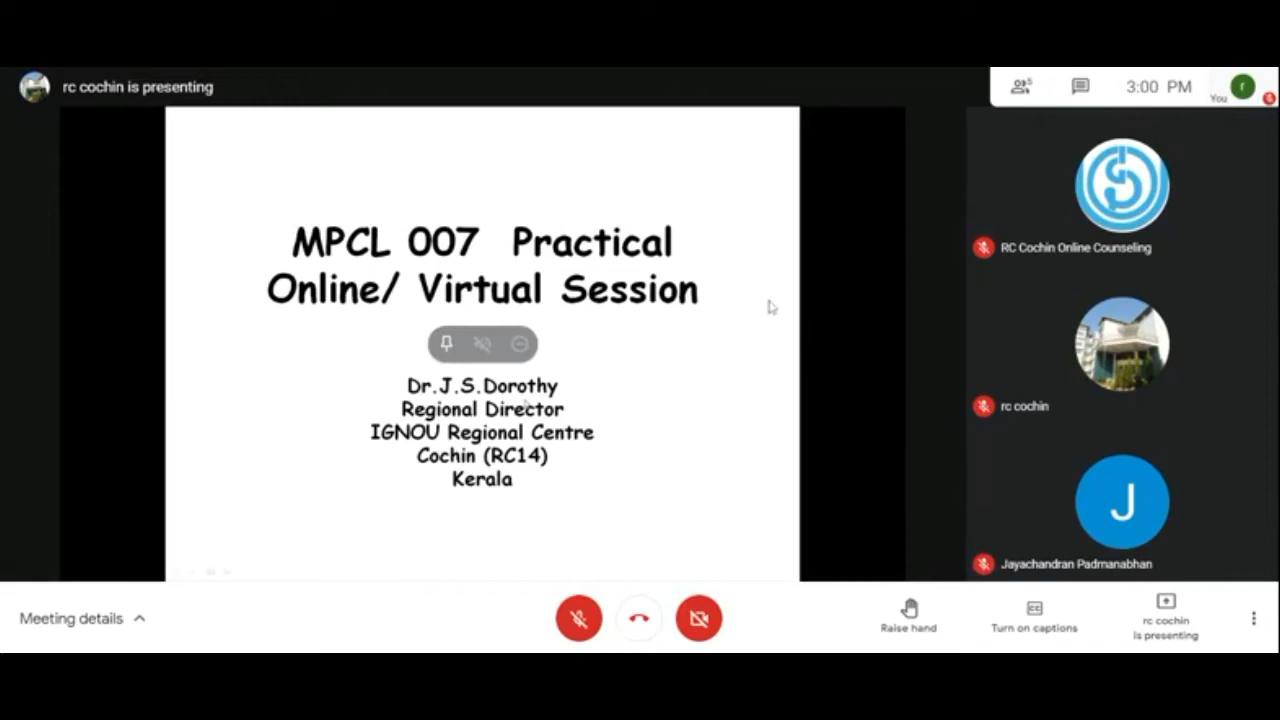 rc cochin is presenting
5
3:00 PM
You
r
MPCL 007 Practical
Online/ Virtual Session
Dr.J.S.Dorothy
Regional Director
IGNOU Regional Centre
Cochin (RC14)
Kerala
RC Cochin Online Counseling
rc cochin
J
Jayachandran Padmanabhan
Meeting details
Raise hand
CC
Turn on captions
rc cochin
is presenting